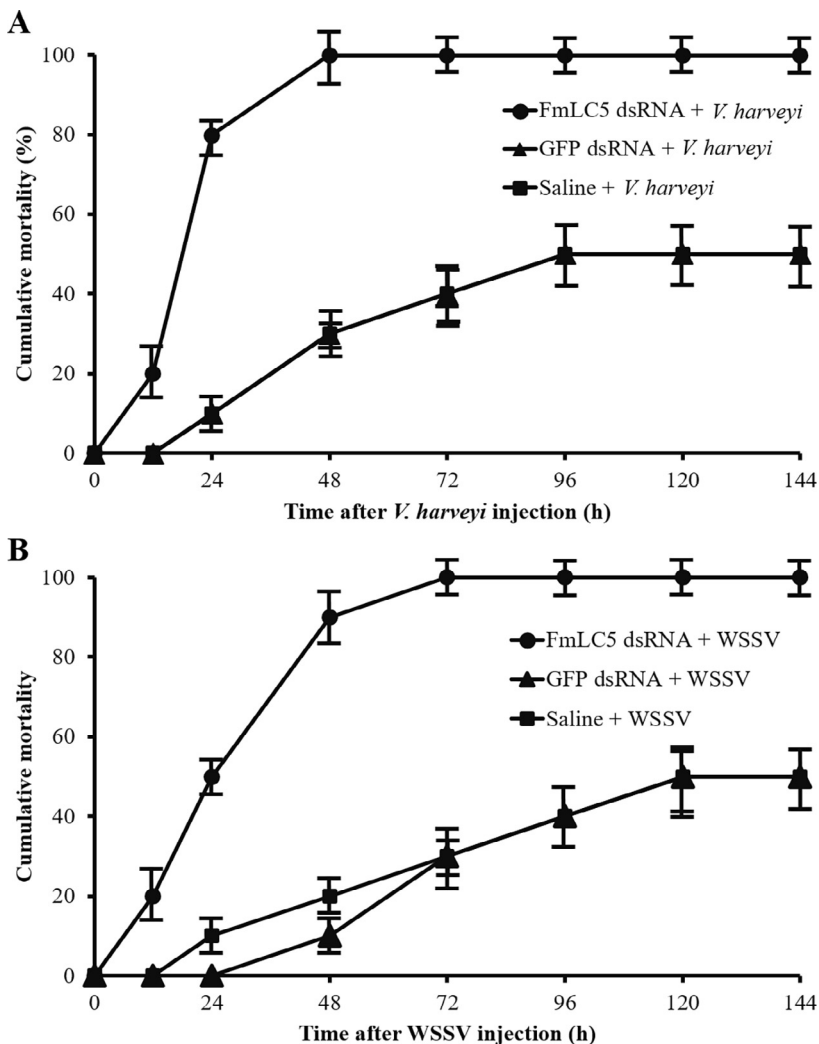 A
100
80
60
40
20
0
Cumulative mortality (%)
FmLC5 dsRNA + V. harveyi
GFP dsRNA + V. harveyi
Saline + V. harveyi
0 24 48 72 96 120 144
Time after V. harveyi injection (h)
B
100
80
60
40
20
0
Cumulative mortality
FmLC5 dsRNA + WSSV
GFP dsRNA + WSSV
Saline + WSSV
0 24 48 72 96 120 144
Time after WSSV injection (h)